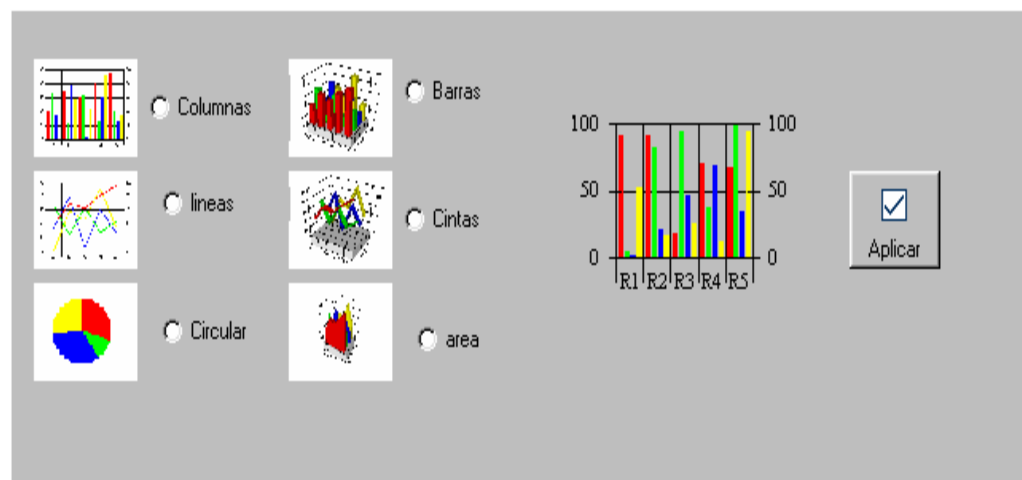 Columnas
Barras
lineas
Cintas
Circular
area
100 100
50 50
0 0
R1 R2 R3 R4 R5
Aplicar